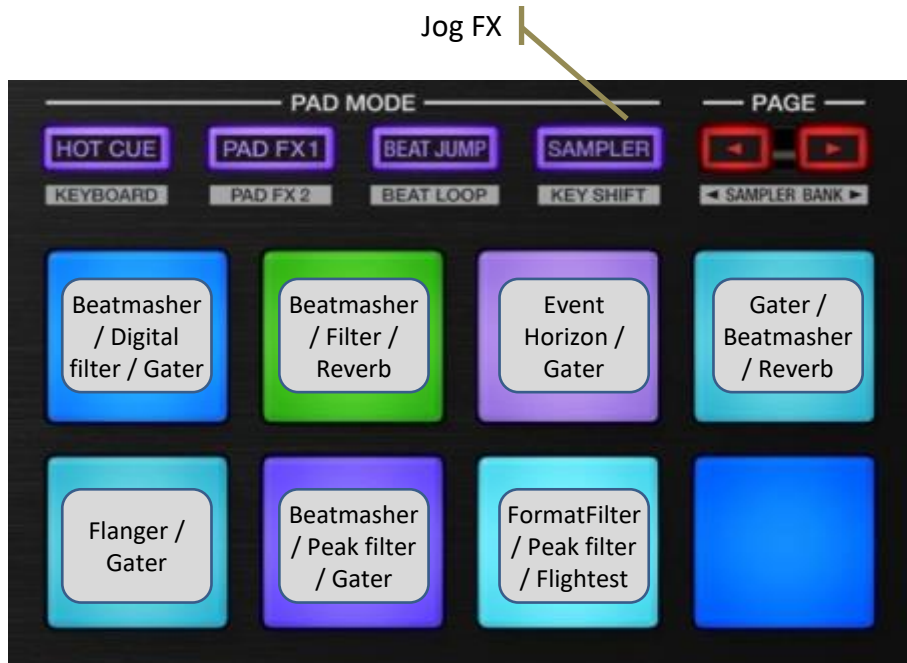 Jog FX
PAD MODE
PAGE
HOT CUE
PAD FX1
BEAT JUMP
SAMPLER
◄
►
KEYBOARD
PAD FX 2
BEAT LOOP
KEY SHIFT
◄ SAMPLER BANK ►
Beatmasher
/ Digital
filter / Gater
Beatmasher
/ Filter /
Reverb
Event
Horizon /
Gater
Gater /
Beatmasher
/ Reverb
Flanger /
Gater
Beatmasher
/ Peak filter
/ Gater
FormatFilter
/ Peak filter
/ Flightest